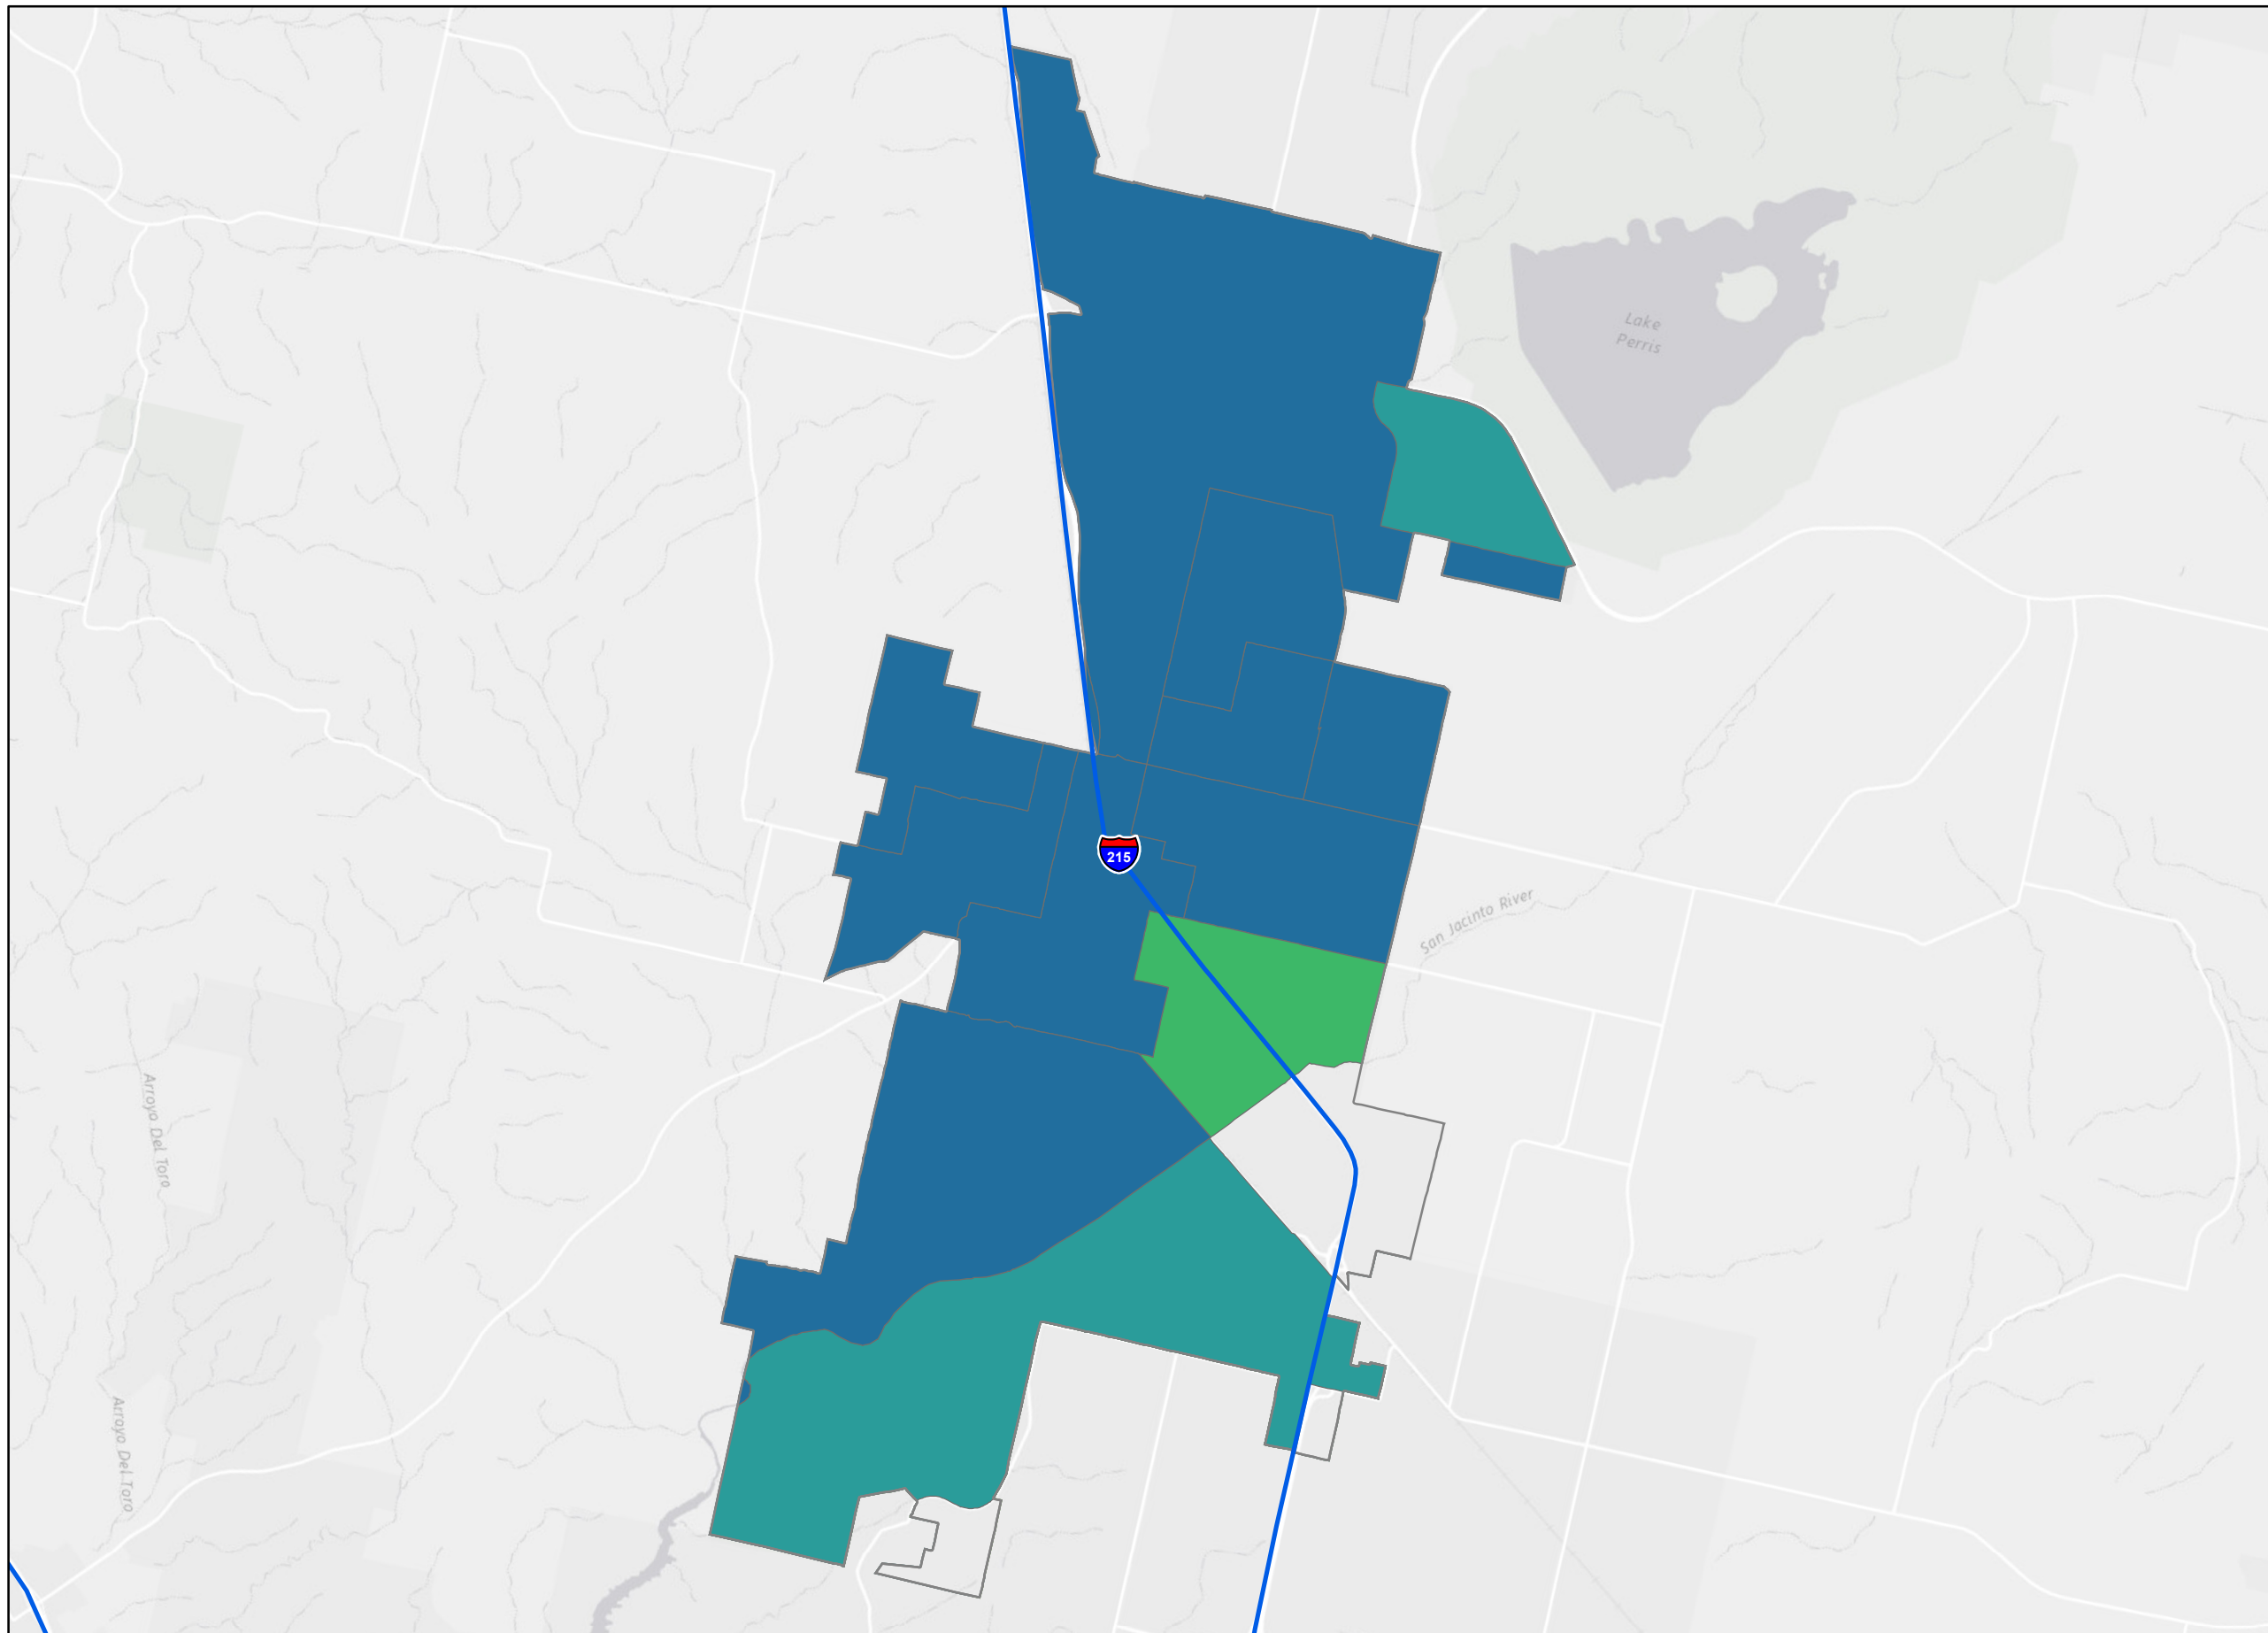 Lake
Perris
215
San Jacinto River
Arroyo Del Toro
Arroyo Del Toro